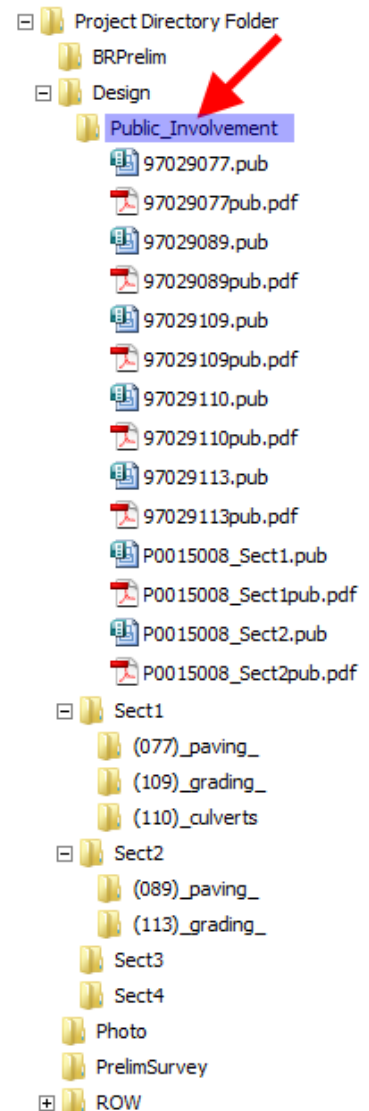 Project Directory Folder
BRPrelim
Design
Public_Involvement
97029077.pub
97029077pub.pdf
97029089.pub
97029089pub.pdf
97029109.pub
97029109pub.pdf
97029110.pub
97029110pub.pdf
97029113.pub
97029113pub.pdf
P0015008_Sect1.pub
P0015008_Sect1pub.pdf
P0015008_Sect2.pub
P0015008_Sect2pub.pdf
Sect1
(077)_paving_
(109)_grading_
(110)_culverts
Sect2
(089)_paving_
(113)_grading_
Sect3
Sect4
Photo
PrelimSurvey
ROW